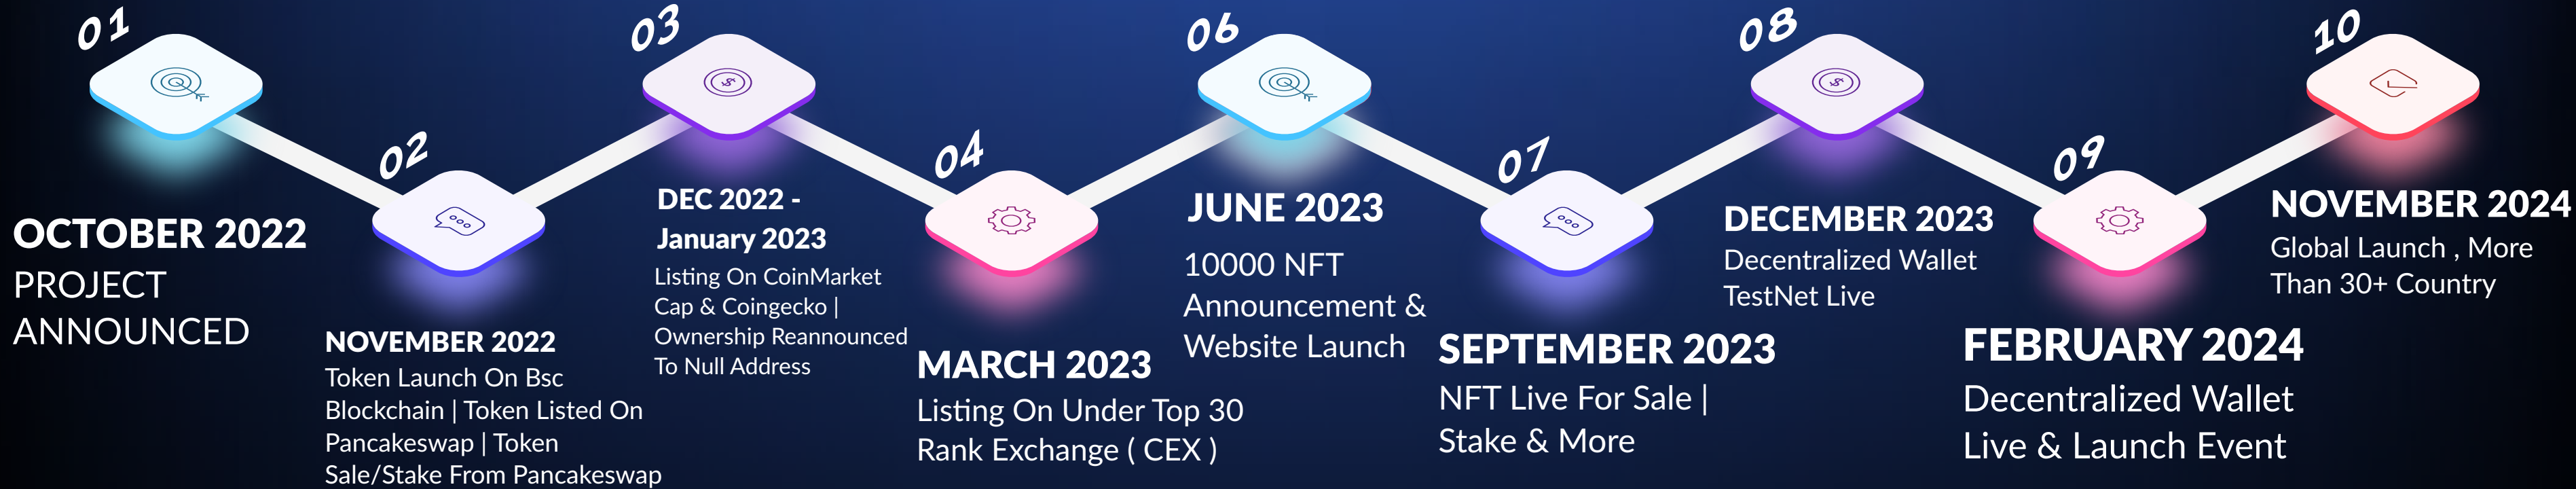 01
OCTOBER 2022
PROJECT
ANNOUNCED
02
NOVEMBER 2022
Token Launch On Bsc
Blockchain | Token Listed On
Pancakeswap | Token
Sale/Stake From Pancakeswap
03
DEC 2022 -
January 2023
Listing On CoinMarket
Cap & Coingecko |
Ownership Reannounced
To Null Address
04
MARCH 2023
Listing On Under Top 30
Rank Exchange ( CEX )
06
JUNE 2023
10000 NFT
Announcement &
Website Launch
07
SEPTEMBER 2023
NFT Live For Sale |
Stake & More
08
DECEMBER 2023
Decentralized Wallet
TestNet Live
09
FEBRUARY 2024
Decentralized Wallet
Live & Launch Event
10
NOVEMBER 2024
Global Launch , More
Than 30+ Country